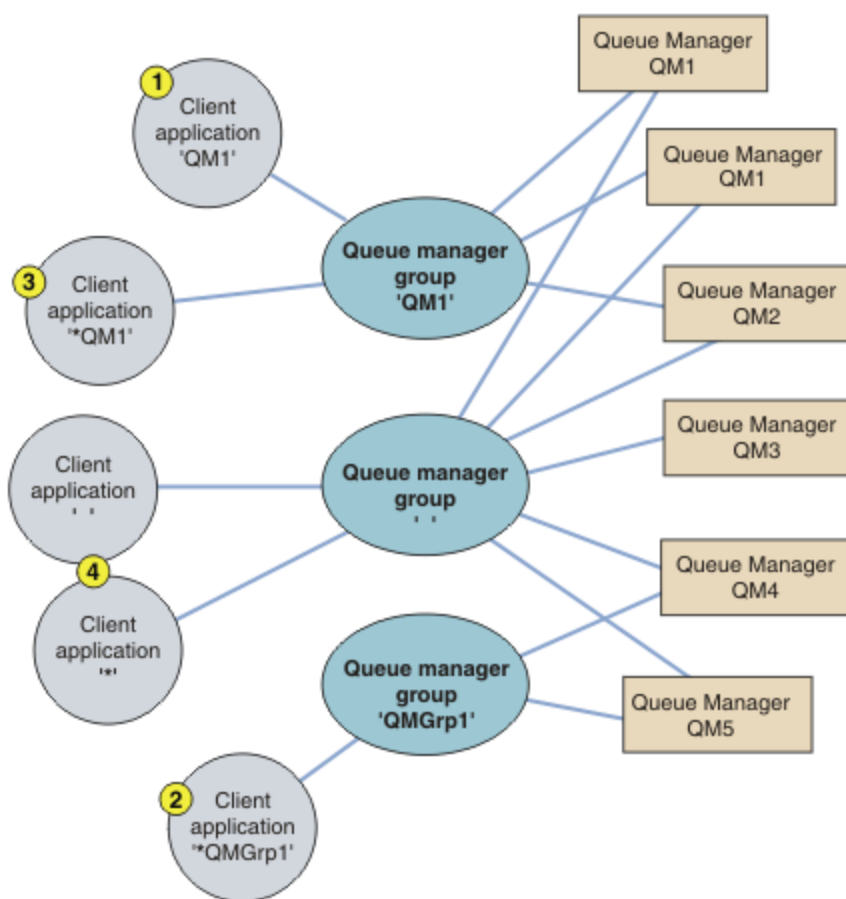 1
Client
application
'QM1'
3
Client
application
'*QM1'
Client
application
' '
4
Client
application
'*'
2
Client
application
'*QMGrp1'
Queue manager
group
'QM1'
Queue manager
group
' '
Queue manager
group
'QMGrp1'
Queue Manager
QM1
Queue Manager
QM1
Queue Manager
QM2
Queue Manager
QM3
Queue Manager
QM4
Queue Manager
QM5